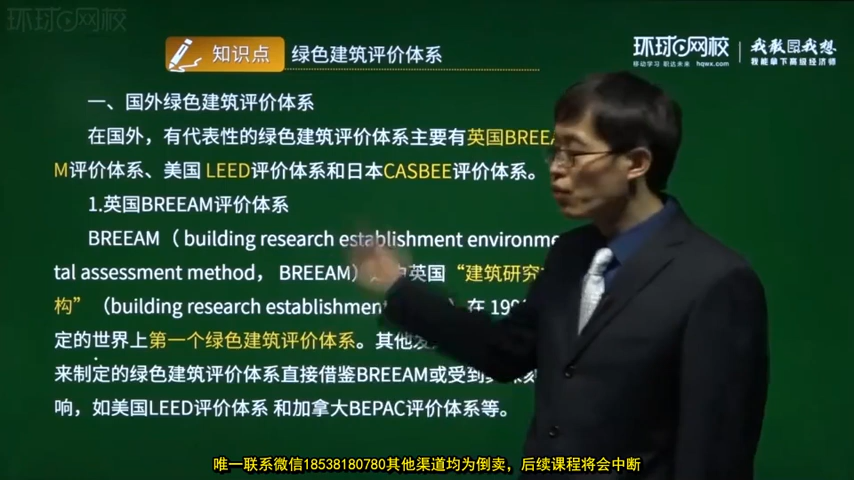 环球网校
知识点 绿色建筑评价体系
环球网校 我敢我想
移动学习 职达未来 hqwx.com 我能拿下高级经济师
一、国外绿色建筑评价体系
在国外，有代表性的绿色建筑评价体系主要有英国BREEA
M评价体系、美国 LEED评价体系和日本CASBEE评价体系。
1.英国BREEAM评价体系
BREEAM（ building research establishment environme
tal assessment method， BREEAM） 英国“建筑研究
构”（building research establishment 在 199
定的世界上第一个绿色建筑评价体系。其他
来制定的绿色建筑评价体系直接借鉴BREEAM或受到
响，如美国LEED评价体系 和加拿大BEPAC评价体系等。
唯一联系微信18538180780其他渠道均为倒卖，后续课程将会中断